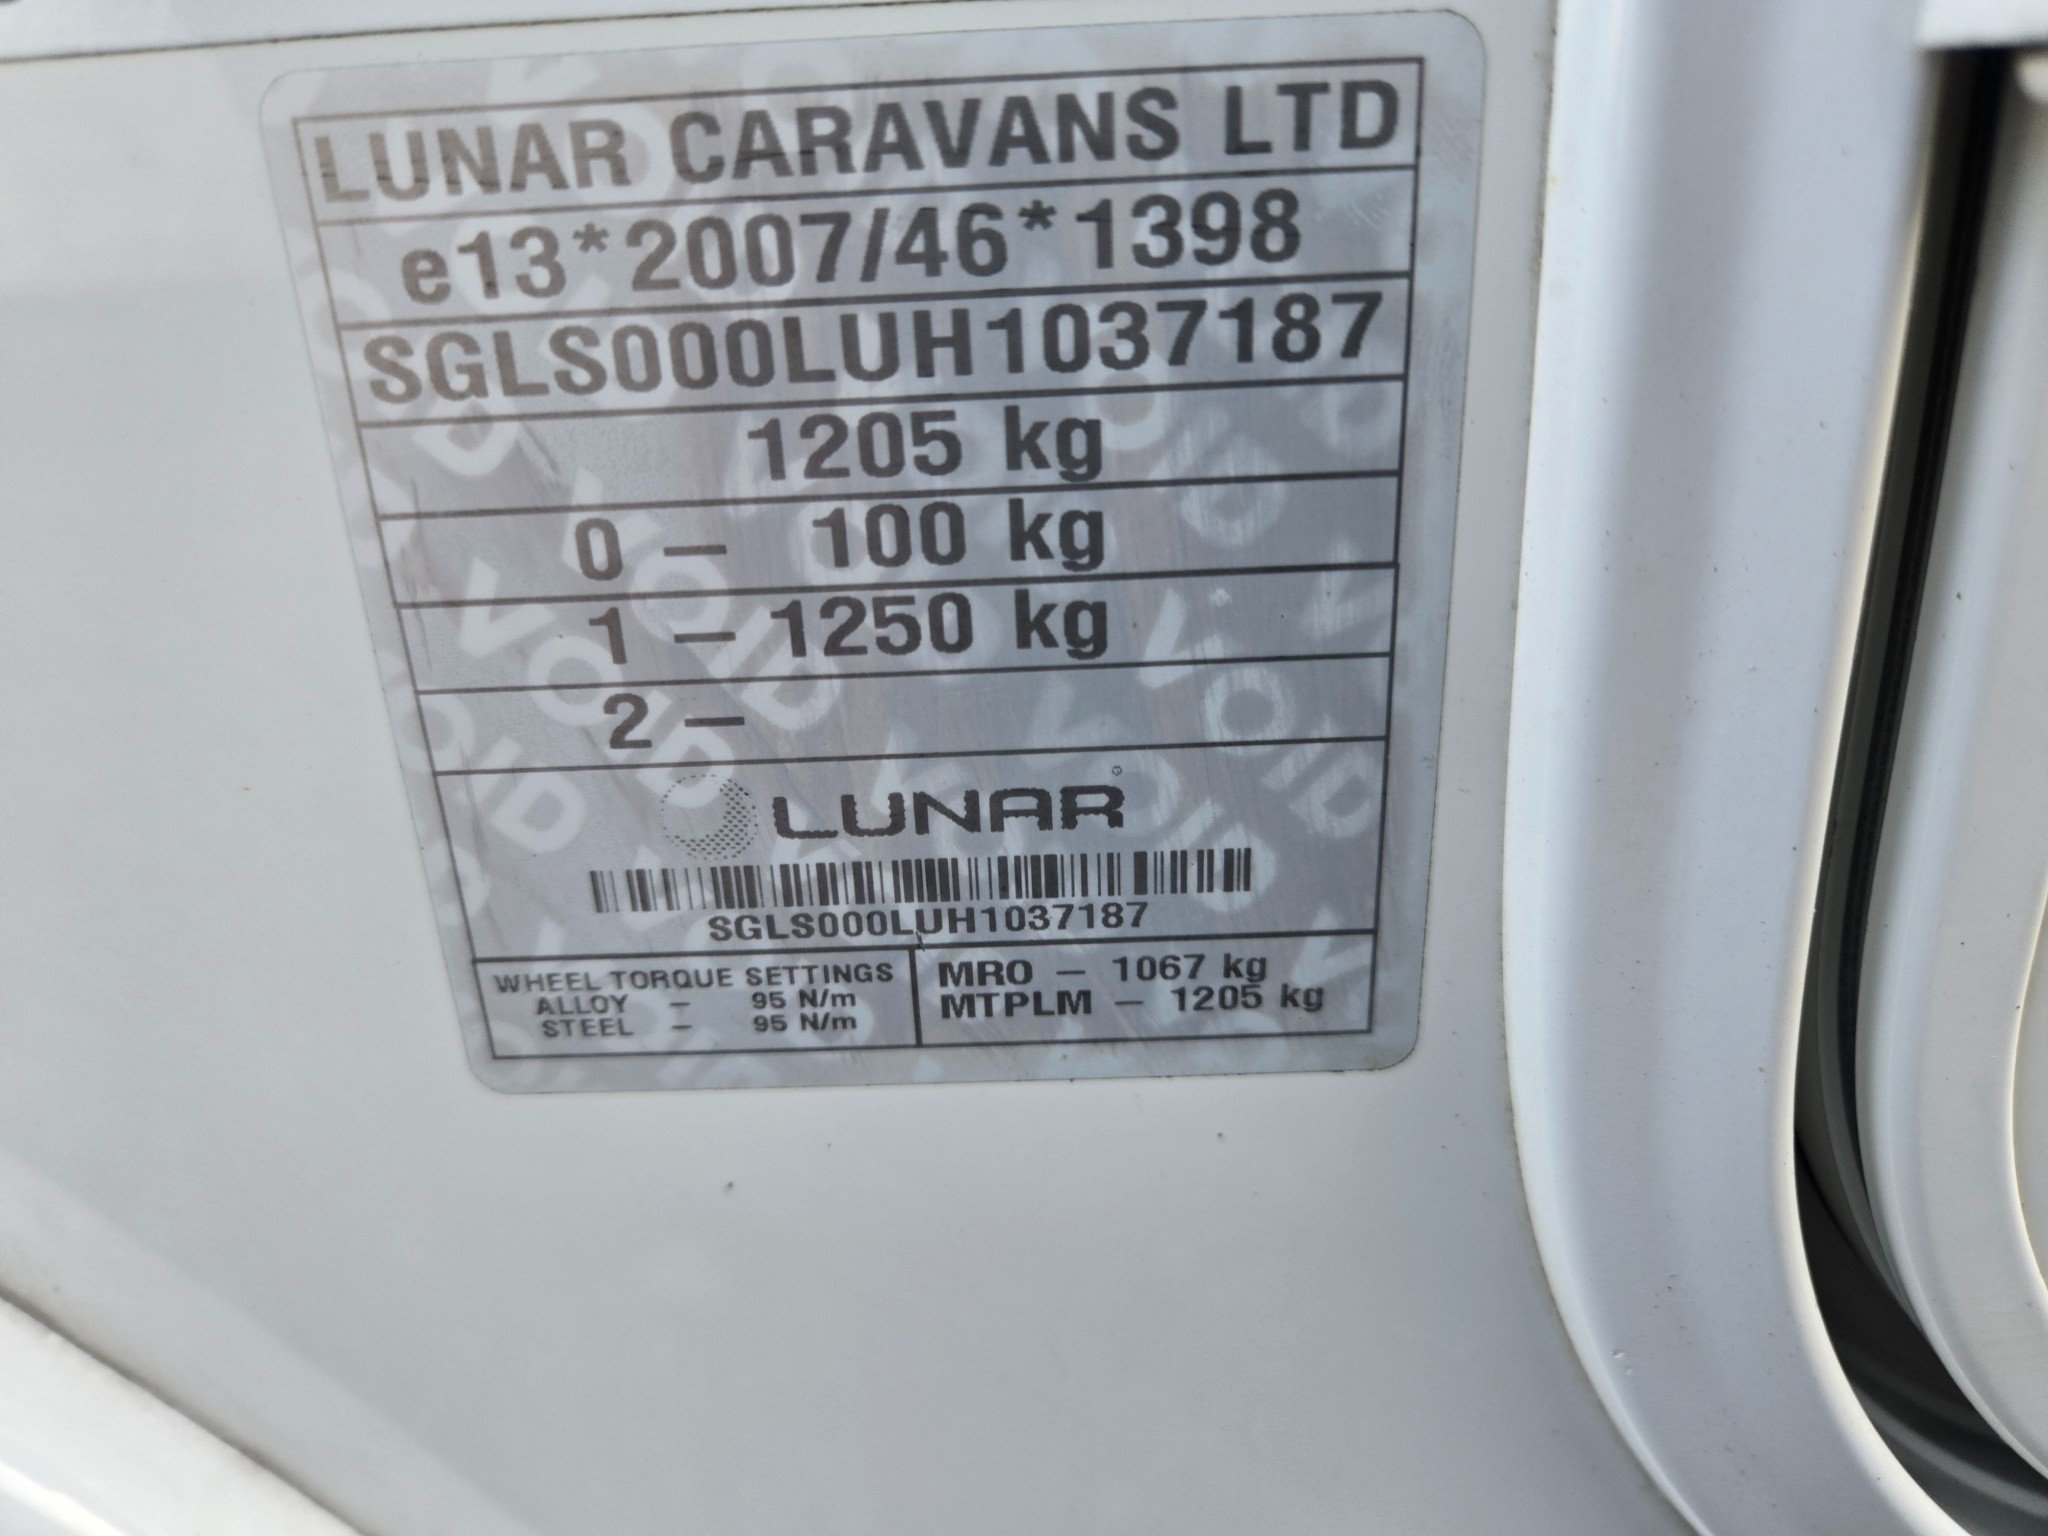 LUNAR CARAVANS LTD
e13*2007/46*1398
SGLS000LUH1037187
1205 kg
0 – 100 kg
1 – 1250 kg
2 –
LUNAR
SGLS000LUH1037187
WHEEL TORQUE SETTINGS
ALLOY – 95 N/m
STEEL – 95 N/m
MRO – 1067 kg
MTPLM – 1205 kg